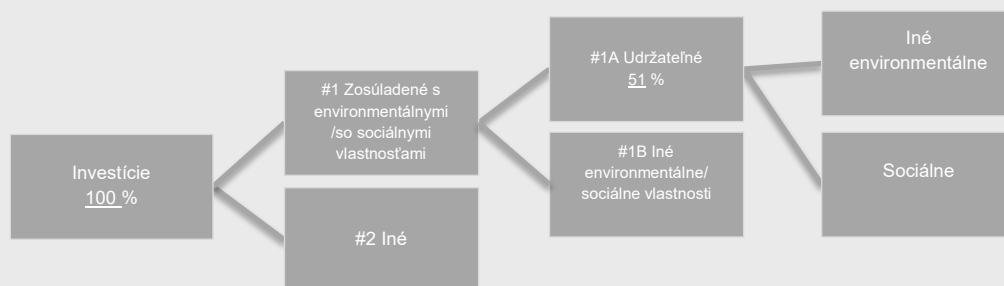 Investície
100 %
#1 Zosúladené s
environmentálnymi
/so sociálnymi
vlastnosťami
#2 Iné
#1A Udržateľné
51 %
#1B Iné
environmentálne/
sociálne vlastnosti
Iné
environmentálne
Sociálne